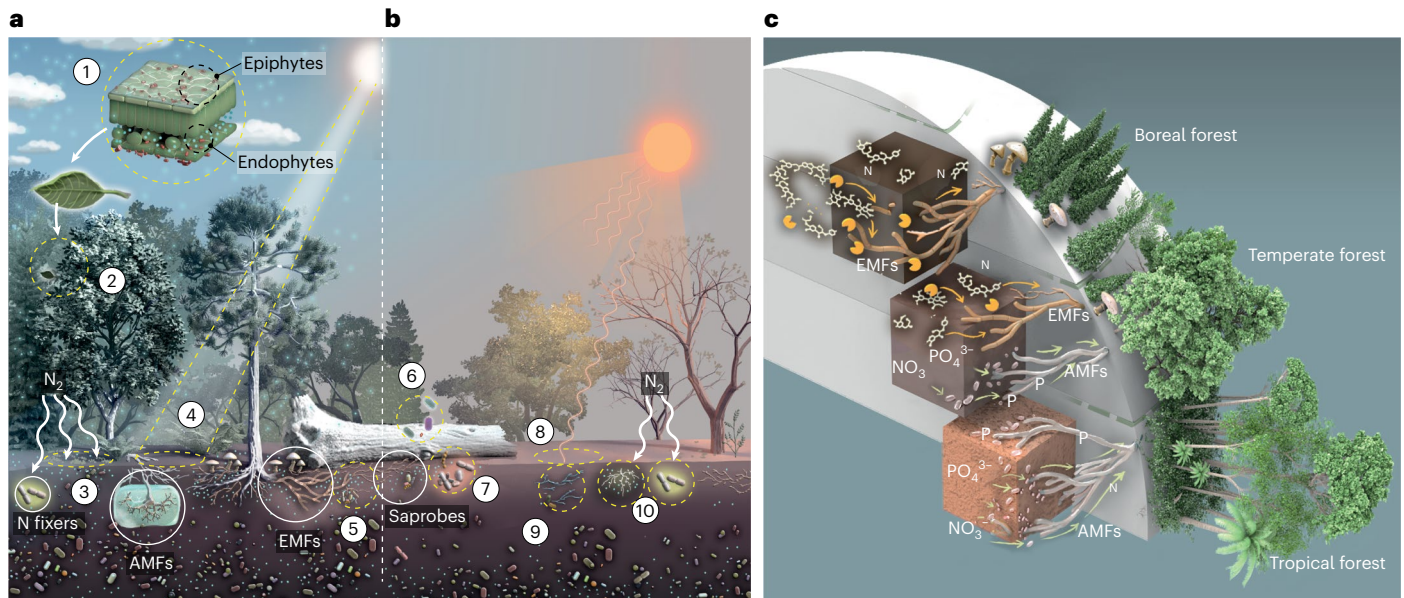 a
b
c
1
Epiphytes
Endophytes
2
N₂
3
4
N fixers
AMFs
EMFs
5
6
Saprobes
7
8
N₂
9
10
Boreal forest
N
N
EMFs
Temperate forest
N
EMFs
PO₄³⁻
NO₃
P
AMFs
P
P
P
PO₄³⁻
N
NO₃
AMFs
Tropical forest